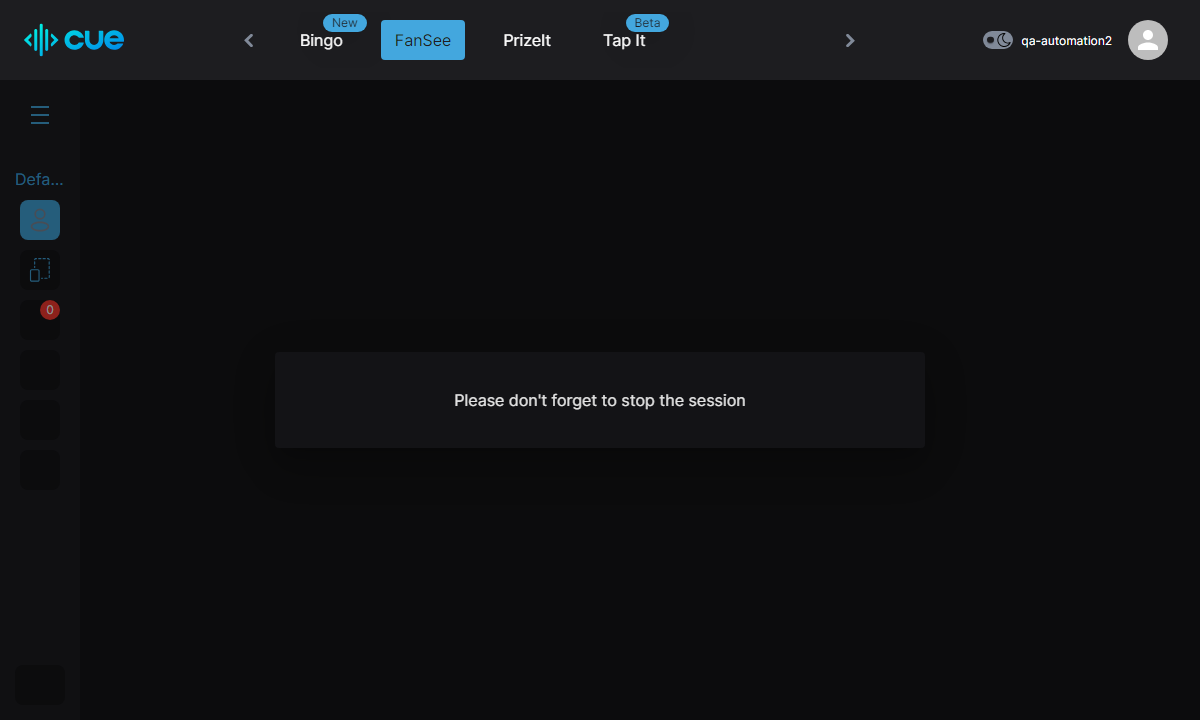 cue
New
Bingo
FanSee
PrizeIt
Beta
Tap It
qa-automation2
Defa...
0
Please don't forget to stop the session